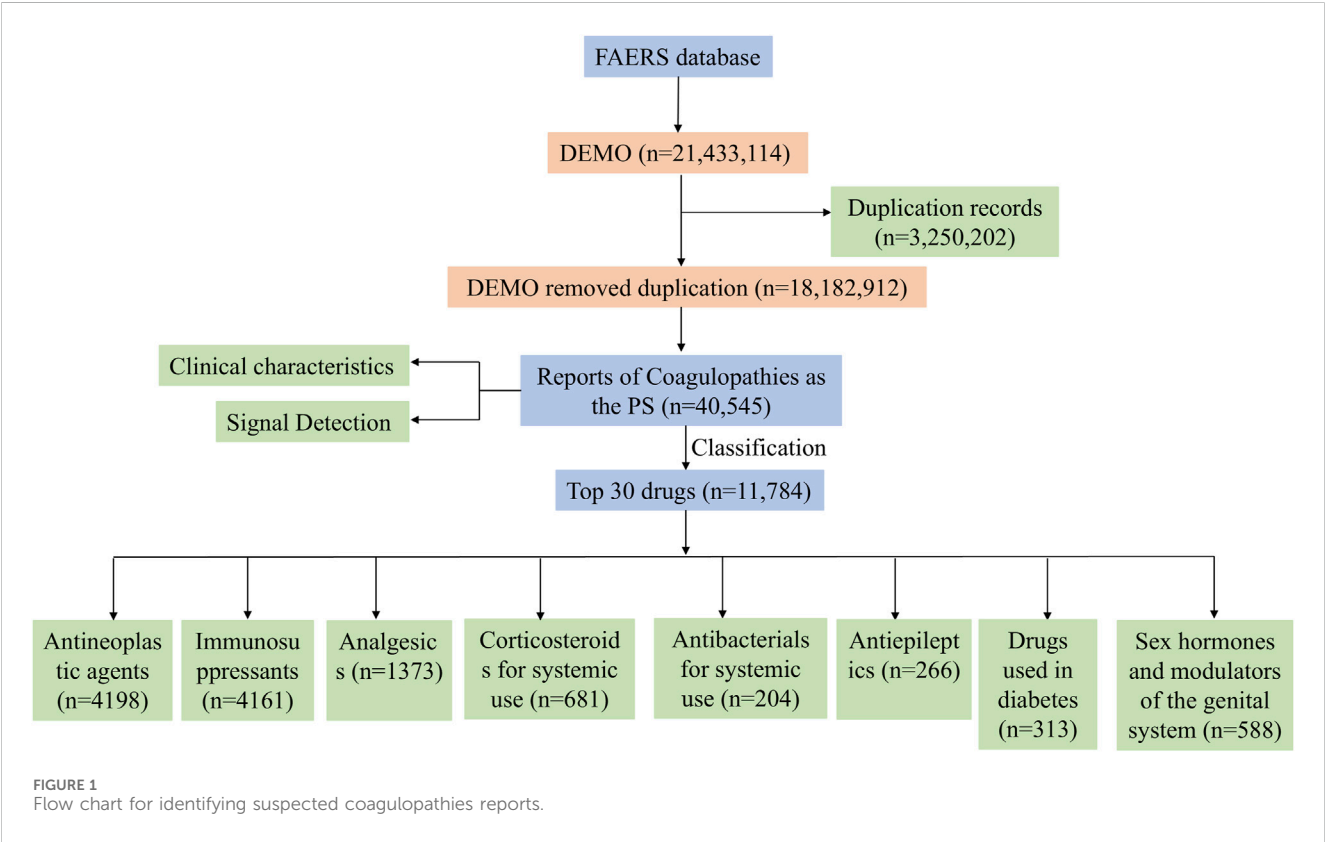 FAERS database
DEMO (n=21,433,114)
Duplication records
(n=3,250,202)
DEMO removed duplication (n=18,182,912)
Clinical characteristics
Signal Detection
Reports of Coagulopathies as
the PS (n=40,545)
Classification
Top 30 drugs (n=11,784)
Antineoplas
tic agents
(n=4198)
Immunosu
ppressants
(n=4161)
Analgesic
s (n=1373)
Corticosteroid
s for systemic
use (n=681)
Antibacterials
for systemic
use (n=204)
Antiepilept
ics (n=266)
Drugs
used in
diabetes
(n=313)
Sex hormones
and modulators
of the genital
system (n=588)
FIGURE 1
Flow chart for identifying suspected coagulopathies reports.